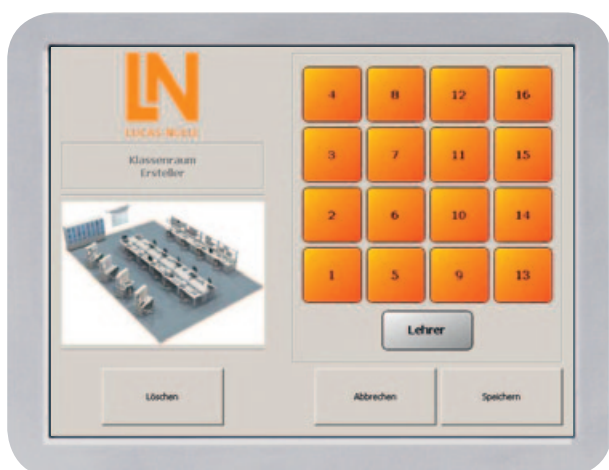 LN
LUCAS-NÜLLE
Klassenraum
Ersteller
4 8 12 16
3 7 11 15
2 6 10 14
1 5 9 13
Lehrer
Löschen
Abbrechen
Speichern